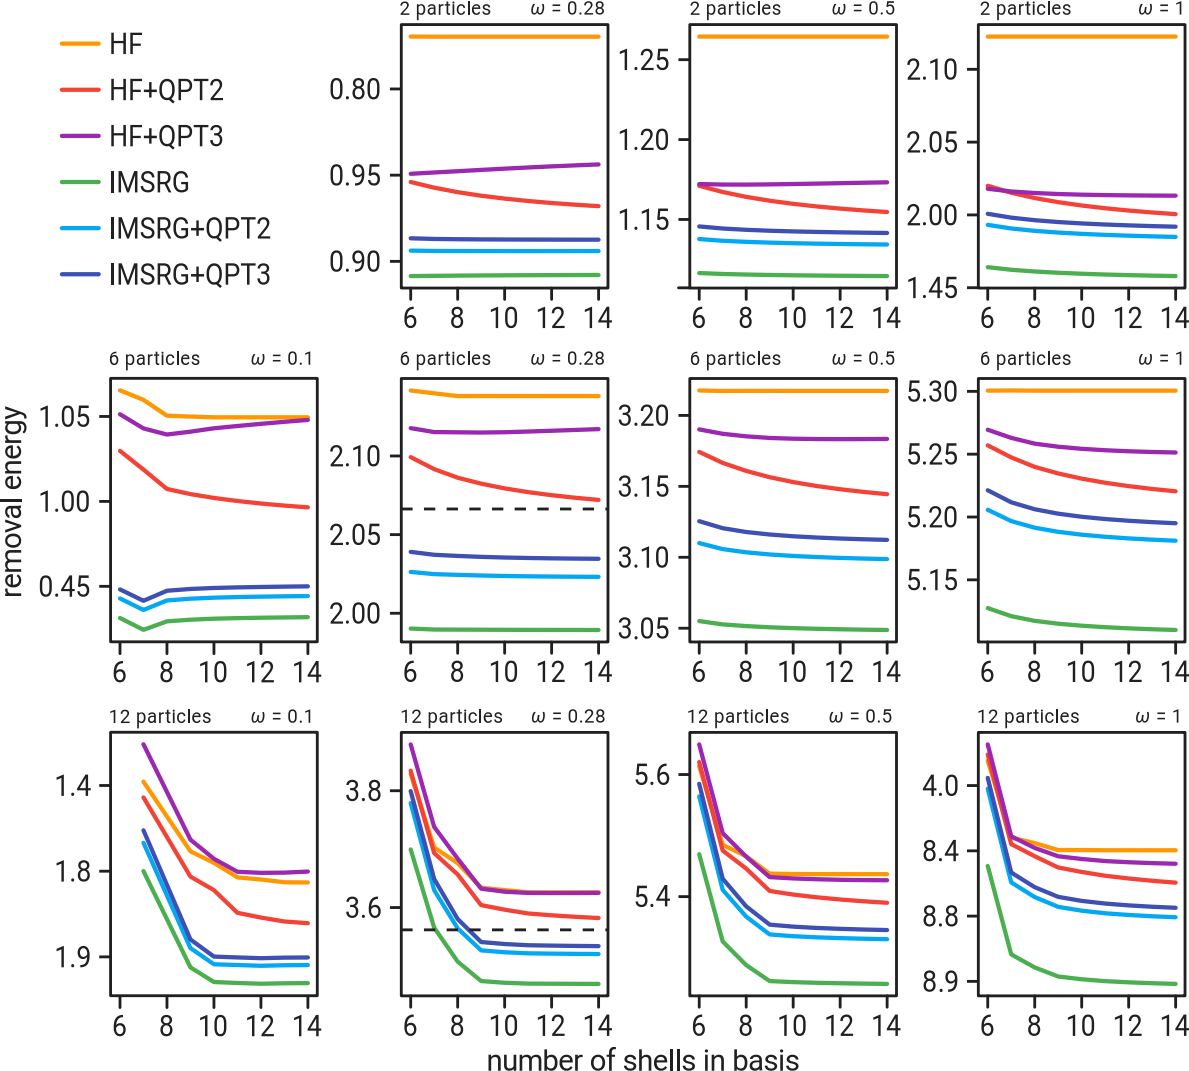 HF
HF+QPT2
HF+QPT3
IMSRG
IMSRG+QPT2
IMSRG+QPT3
2 particles ω = 0.28
0.80
0.95
0.90
6 8 10 12 14
2 particles ω = 0.5
1.25
1.20
1.15
6 8 10 12 14
2 particles ω = 1
2.10
2.05
2.00
1.45
6 8 10 12 14
removal energy
6 particles ω = 0.1
1.05
1.00
0.45
6 8 10 12 14
6 particles ω = 0.28
2.10
2.05
2.00
6 8 10 12 14
6 particles ω = 0.5
3.20
3.15
3.10
3.05
6 8 10 12 14
6 particles ω = 1
5.30
5.25
5.20
5.15
6 8 10 12 14
12 particles ω = 0.1
1.4
1.8
1.9
6 8 10 12 14
12 particles ω = 0.28
3.8
3.6
6 8 10 12 14
12 particles ω = 0.5
5.6
5.4
6 8 10 12 14
12 particles ω = 1
4.0
8.4
8.8
8.9
6 8 10 12 14
number of shells in basis